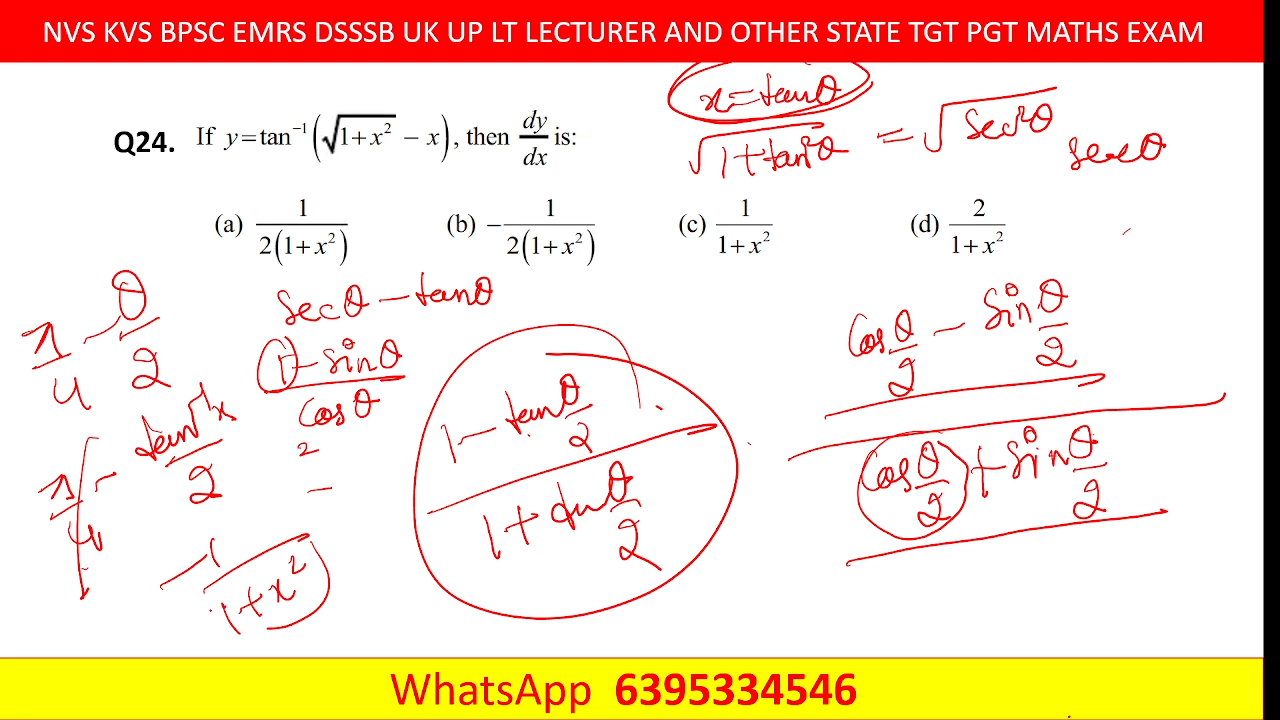 NVS KVS BPSC EMRS DSSSB UK UP LT LECTURER AND OTHER STATE TGT PGT MATHS EXAM
x = tanθ
Q24. If y=tan⁻¹(√(1+x²) − x), then dy/dx is:
√(1+tan²θ) = √(sec²θ)
secθ
(a) 1/(2(1+x²)) (b) −1/(2(1+x²)) (c) 1/(1+x²) (d) 2/(1+x²)
π/4 − θ/2
secθ − tanθ
(1 − sinθ)/cosθ
(cos θ/2 − sin θ/2)/(cos θ/2 + sin θ/2)
(1 − tan θ/2)/(1 + tan θ/2)
π/4 − tan⁻¹x/2
−1/(1+x²)
WhatsApp 6395334546